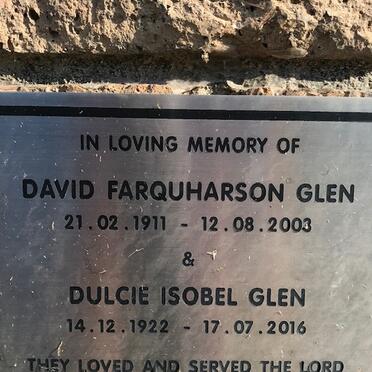 IN LOVING MEMORY OF
DAVID FARQUHARSON GLEN
21.02.1911 - 12.08.2003
&
DULCIE ISOBEL GLEN
14.12.1922 - 17.07.2016
THEY LOVED AND SERVED THE LORD